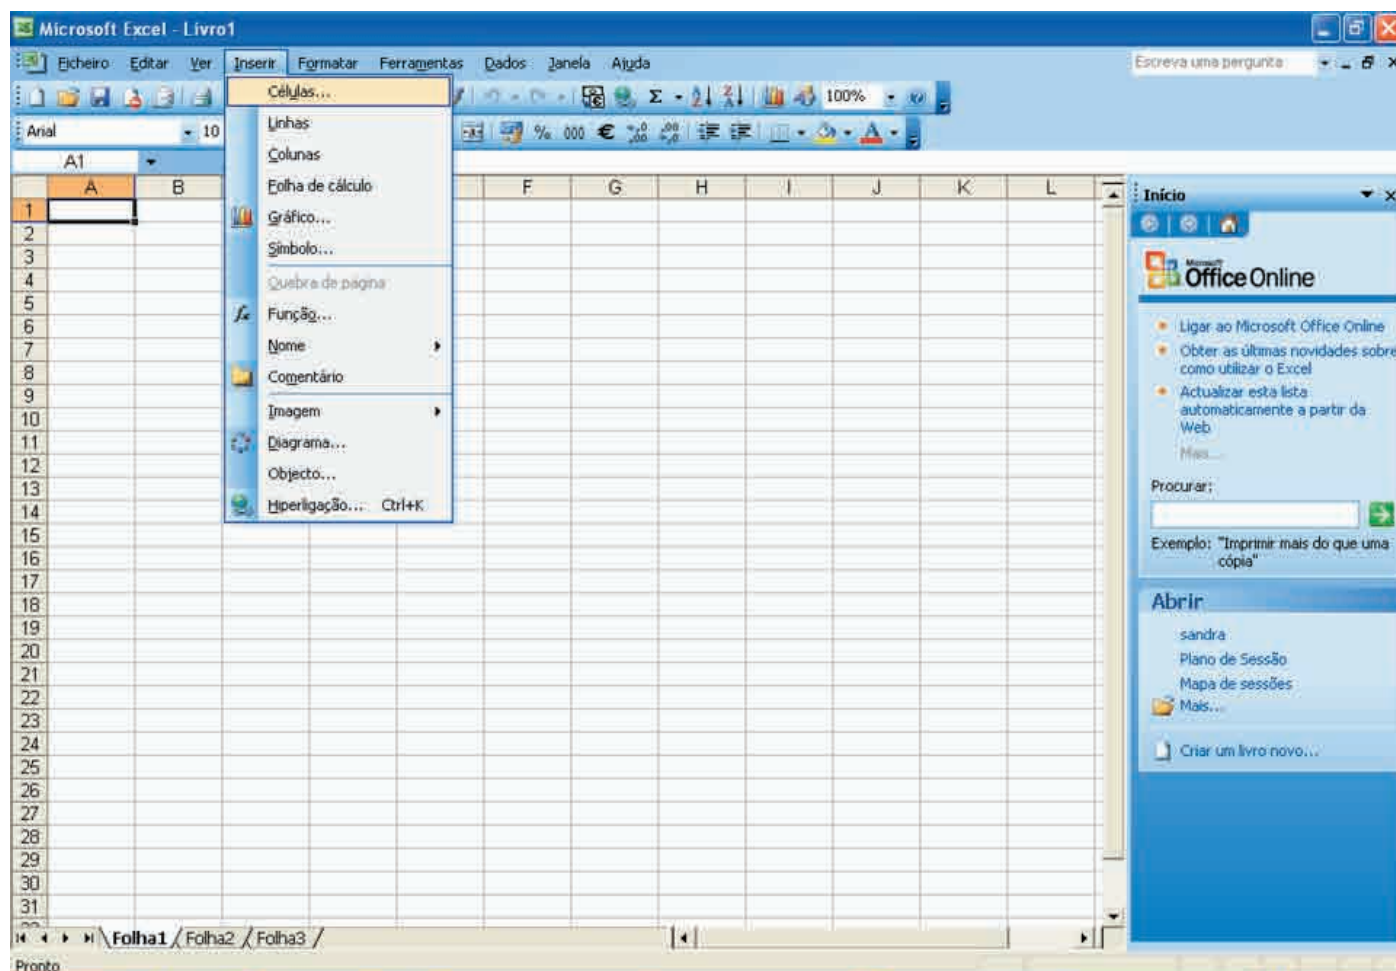 Microsoft Excel - Livro1
Ficheiro Editar Ver Inserir Formatar Ferramentas Dados Janela Ajuda Escreva uma pergunta
Σ 100%
Arial 10 % 000 €
A1
A B F G H I J K L
1
2
3
4
5
6
7
8
9
10
11
12
13
14
15
16
17
18
19
20
21
22
23
24
25
26
27
28
29
30
31
Células...
Linhas
Colunas
Folha de cálculo
Gráfico...
Símbolo...
Quebra de página
Função...
Nome
Comentário
Imagem
Diagrama...
Objecto...
Hiperligação... Ctrl+K
Início
Microsoft
Office Online
Ligar ao Microsoft Office Online
Obter as últimas novidades sobre
como utilizar o Excel
Actualizar esta lista
automaticamente a partir da
Web
Mais...
Procurar:
Exemplo: "Imprimir mais do que uma
cópia"
Abrir
sandra
Plano de Sessão
Mapa de sessões
Mais...
Criar um livro novo...
Folha1 Folha2 Folha3
Pronto